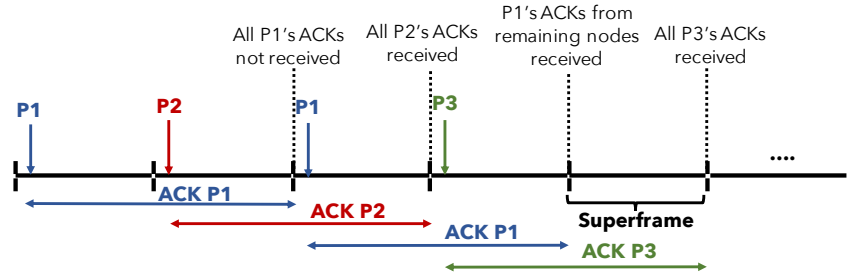 All P1's ACKs
not received
All P2's ACKs
received
P1's ACKs from
remaining nodes
received
All P3's ACKs
received
P1
P2
P1
P3
....
ACK P1
ACK P2
Superframe
ACK P1
ACK P3